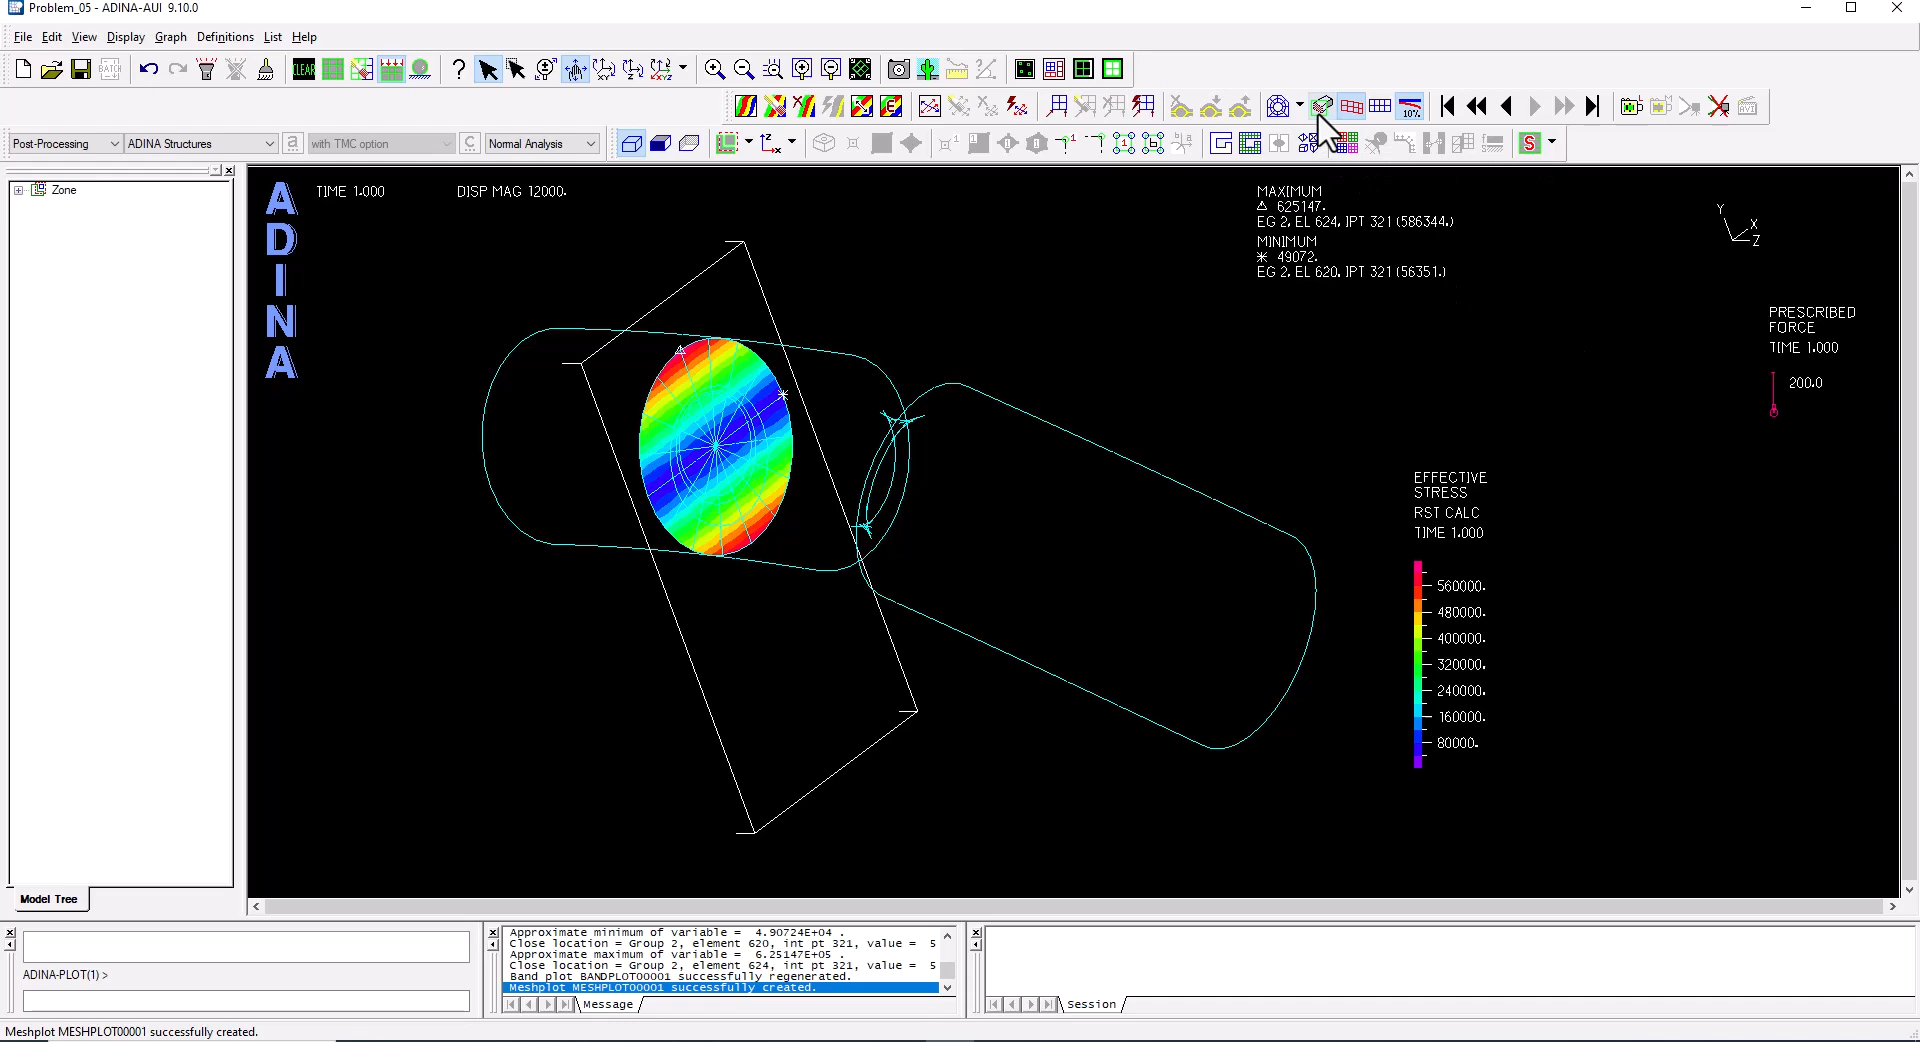 Problem_05 - ADINA-AUI 9.10.0
File Edit View Display Graph Definitions List Help
BATCH
CLEAR
10%
AVI
Post-Processing
ADINA Structures
a
with TMC option
C
Normal Analysis
S
Zone
ADINA
TIME 1.000
DISP MAG 12000.
MAXIMUM
△ 625147.
EG 2, EL 624, IPT 321 (586344.)
MINIMUM
✳ 49072.
EG 2, EL 620, IPT 321 (56351.)
Y
X
Z
PRESCRIBED
FORCE
TIME 1.000
200.0
EFFECTIVE
STRESS
RST CALC
TIME 1.000
560000.
480000.
400000.
320000.
240000.
160000.
80000.
Model Tree
ADINA-PLOT(1) >
Approximate minimum of variable = 4.90724E+04 .
Close location = Group 2, element 620, int pt 321, value = 5
Approximate maximum of variable = 6.25147E+05 .
Close location = Group 2, element 624, int pt 321, value = 5
Band plot BANDPLOT00001 successfully regenerated.
Meshplot MESHPLOT00001 successfully created.
Message
Session
Meshplot MESHPLOT00001 successfully created.